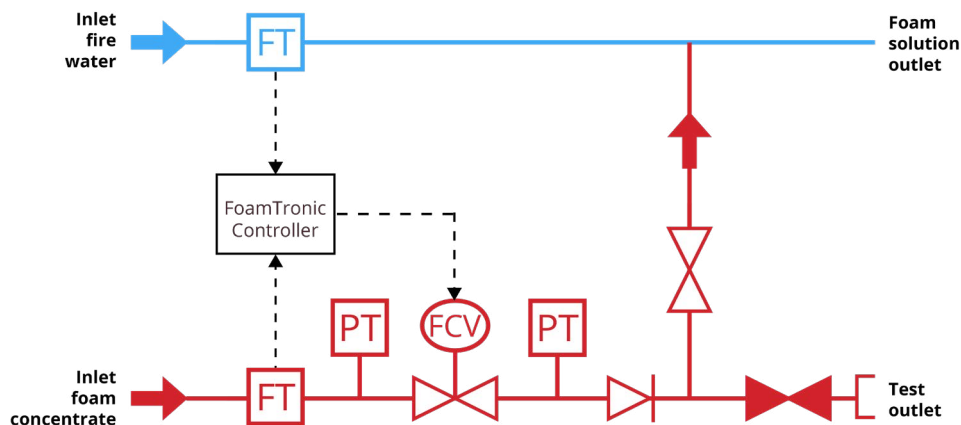 Inlet
fire
water
FT
Foam
solution
outlet
FoamTronic
Controller
PT
FCV
PT
Inlet
foam
concentrate
FT
Test
outlet